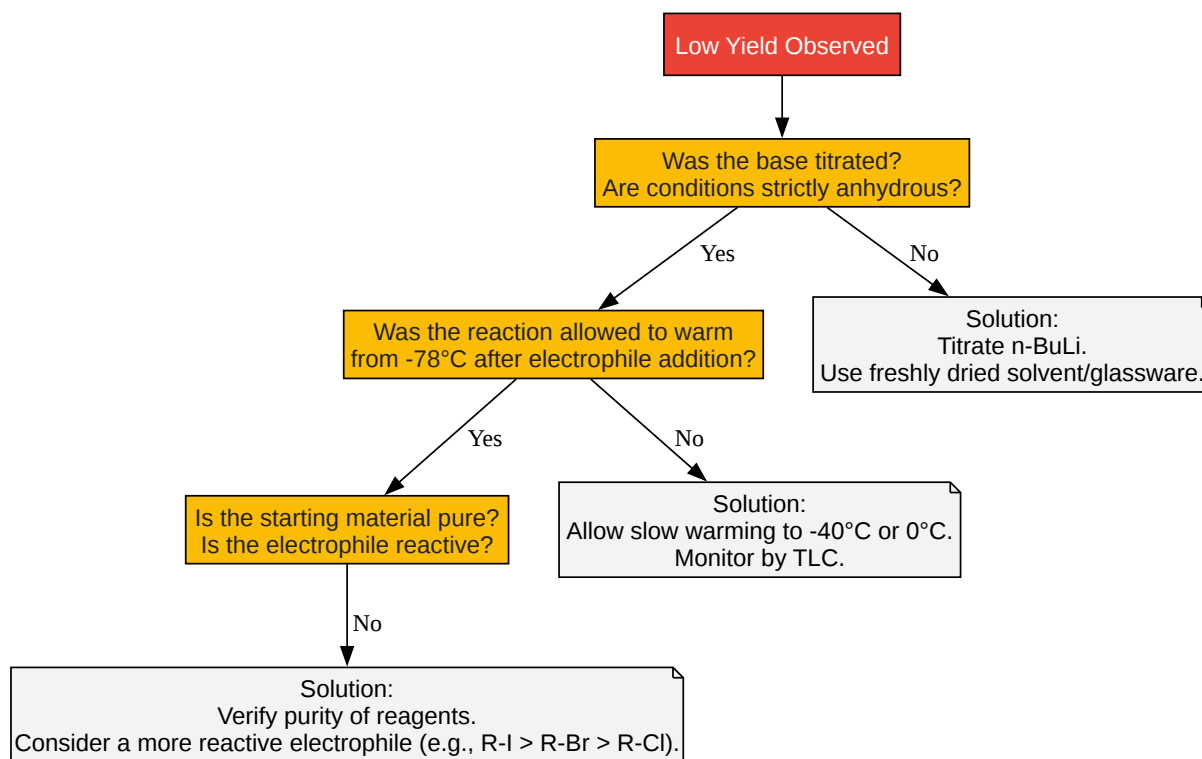 Low Yield Observed
Was the base titrated?
Are conditions strictly anhydrous?
Yes
No
Was the reaction allowed to warm
from -78°C after electrophile addition?
Solution:
Titrate n-BuLi.
Use freshly dried solvent/glassware.
Yes
No
Is the starting material pure?
Is the electrophile reactive?
Solution:
Allow slow warming to -40°C or 0°C.
Monitor by TLC.
No
Solution:
Verify purity of reagents.
Consider a more reactive electrophile (e.g., R-I > R-Br > R-Cl).